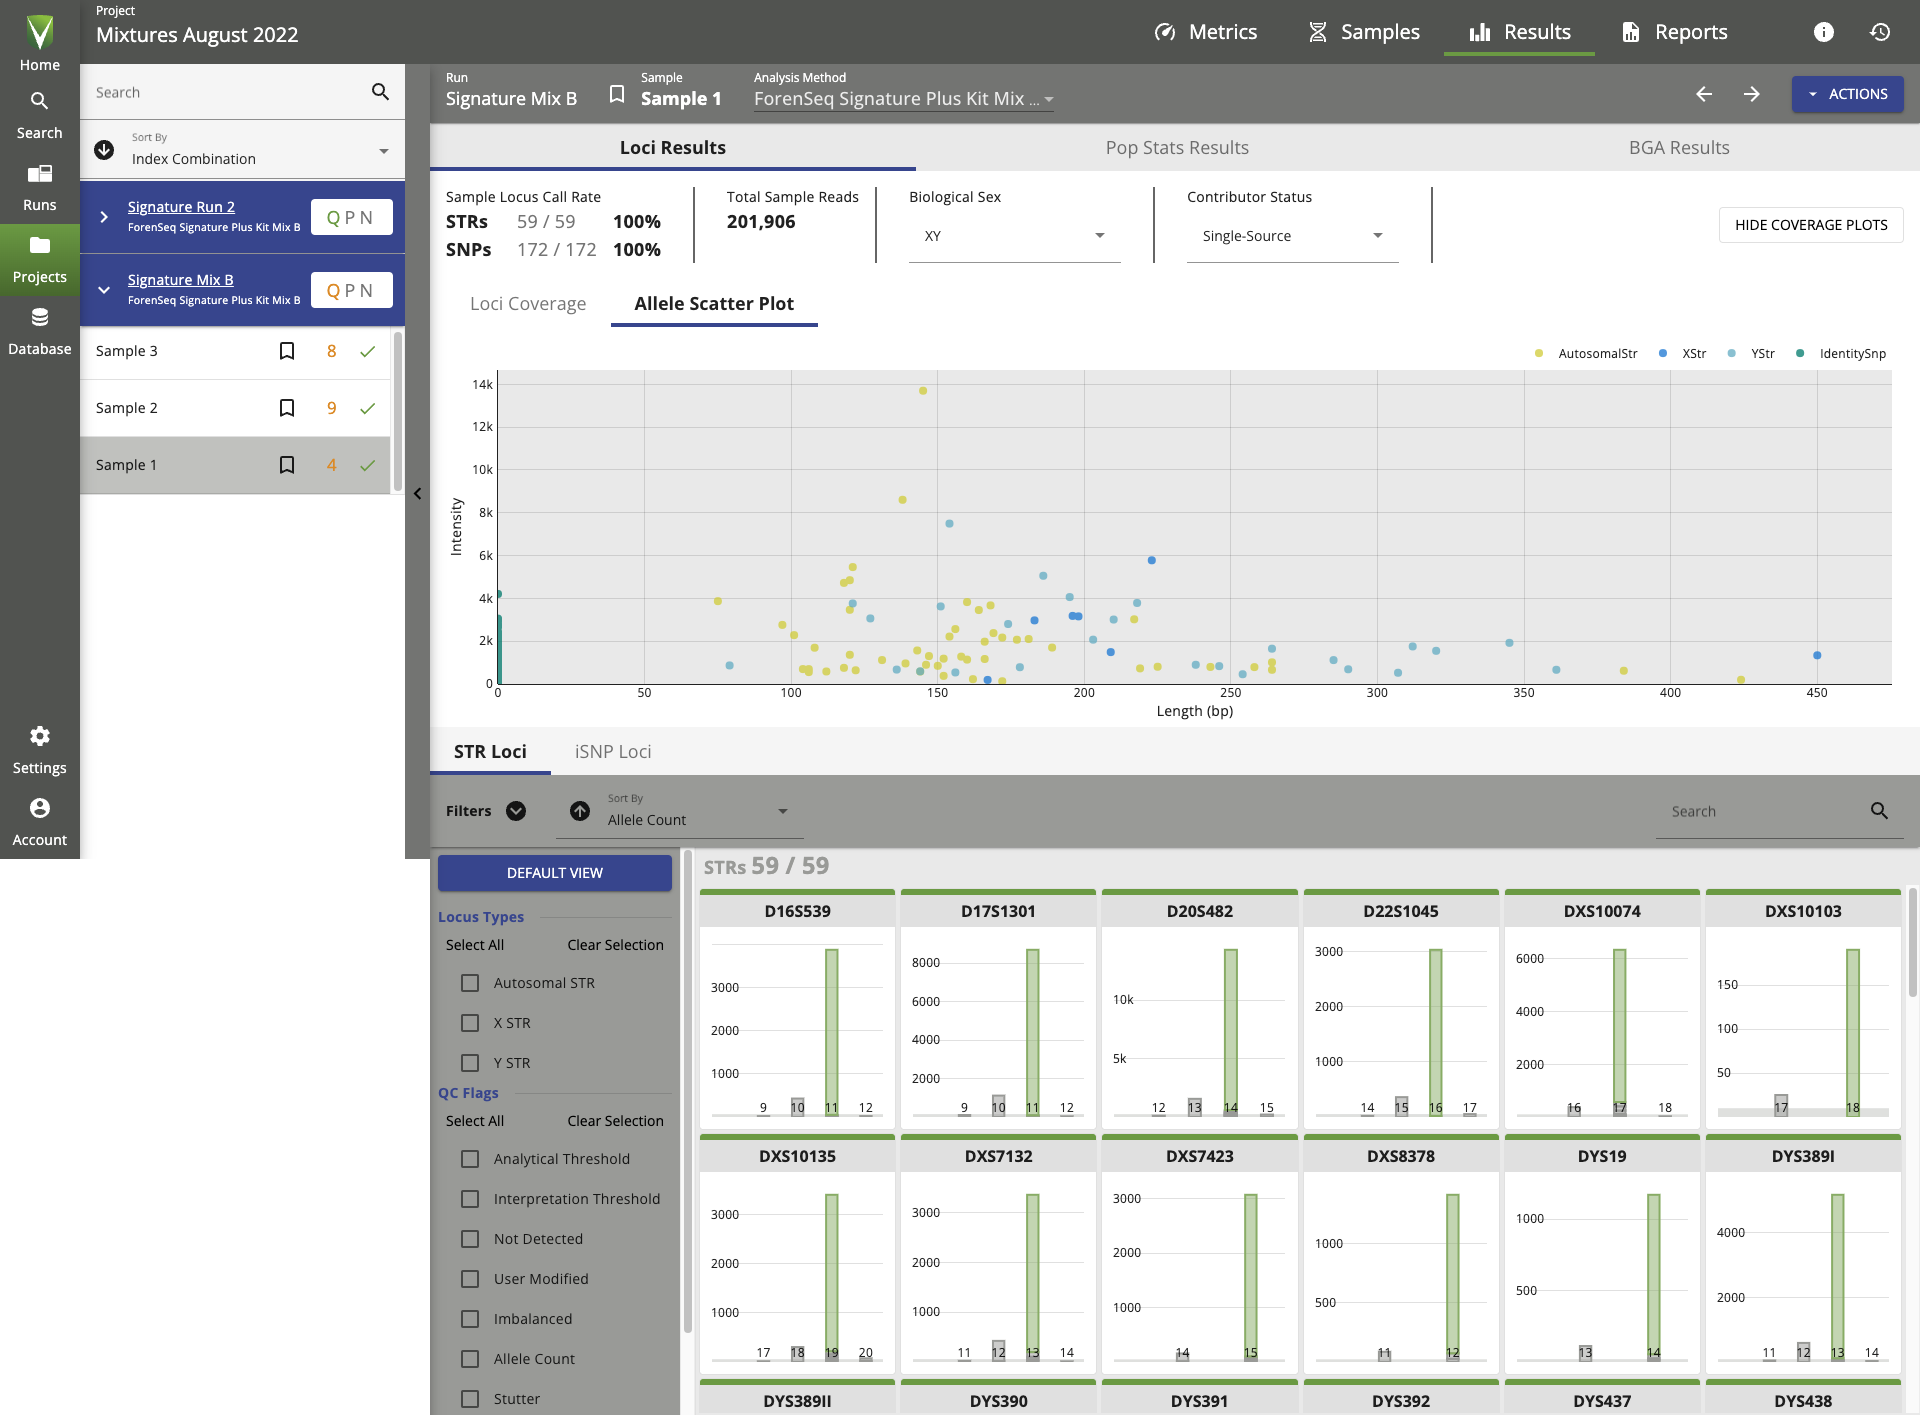 Home
Search
Runs
Projects
Database
Settings
Account
Project
Mixtures August 2022
Metrics
Samples
Results
Reports
Search
Sort By
Index Combination
Signature Run 2
ForenSeq Signature Plus Kit Mix B
Q P N
Signature Mix B
ForenSeq Signature Plus Kit Mix B
Q P N
Sample 3 8
Sample 2 9
Sample 1 4
Run
Signature Mix B
Sample
Sample 1
Analysis Method
ForenSeq Signature Plus Kit Mix ...
ACTIONS
Loci Results
Pop Stats Results
BGA Results
Sample Locus Call Rate
STRs 59 / 59 100%
SNPs 172 / 172 100%
Total Sample Reads
201,906
Biological Sex
XY
Contributor Status
Single-Source
HIDE COVERAGE PLOTS
Loci Coverage
Allele Scatter Plot
AutosomalStr XStr YStr IdentitySnp
Intensity
14k
12k
10k
8k
6k
4k
2k
0
0 50 100 150 200 250 300 350 400 450
Length (bp)
STR Loci
iSNP Loci
Filters
Sort By
Allele Count
Search
DEFAULT VIEW
Locus Types
Select All Clear Selection
Autosomal STR
X STR
Y STR
QC Flags
Select All Clear Selection
Analytical Threshold
Interpretation Threshold
Not Detected
User Modified
Imbalanced
Allele Count
Stutter
STRs 59 / 59
D16S539
3000
2000
1000
9 10 11 12
D17S1301
8000
6000
4000
2000
9 10 11 12
D20S482
10k
5k
12 13 14 15
D22S1045
3000
2000
1000
14 15 16 17
DXS10074
6000
4000
2000
16 17 18
DXS10103
150
100
50
17 18
DXS10135
3000
2000
1000
17 18 19 20
DXS7132
3000
2000
1000
11 12 13 14
DXS7423
3000
2000
1000
14 15
DXS8378
1000
500
11 12
DYS19
1000
500
13 14
DYS389I
4000
2000
11 12 13 14
DYS389II
DYS390
DYS391
DYS392
DYS437
DYS438